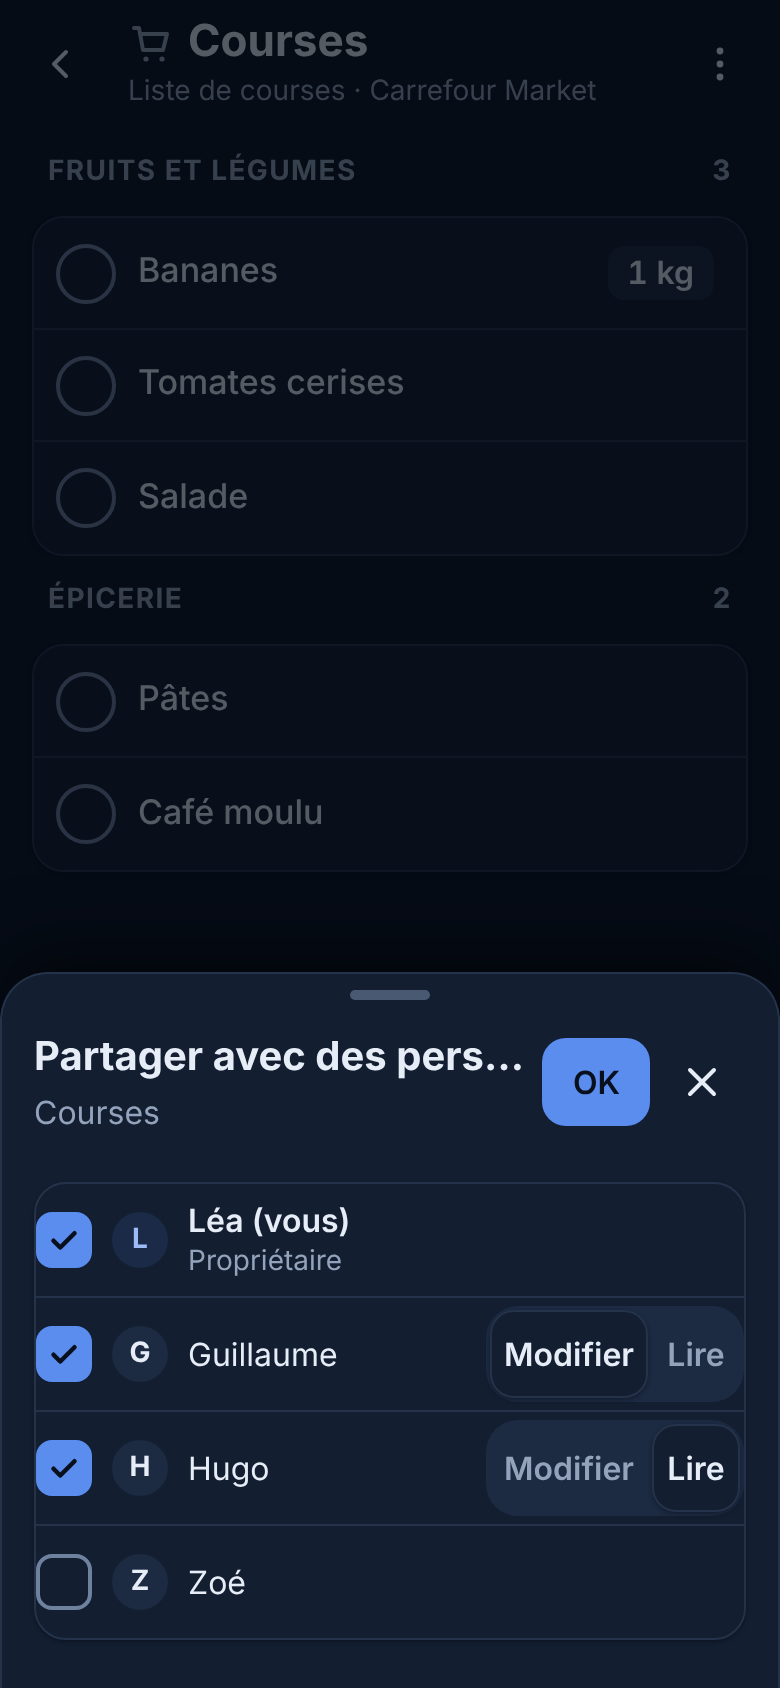 Courses
Liste de courses · Carrefour Market
FRUITS ET LÉGUMES 3
Bananes 1 kg
Tomates cerises
Salade
ÉPICERIE 2
Pâtes
Café moulu
Partager avec des pers... OK
Courses
L Léa (vous)
Propriétaire
G Guillaume Modifier Lire
H Hugo Modifier Lire
Z Zoé